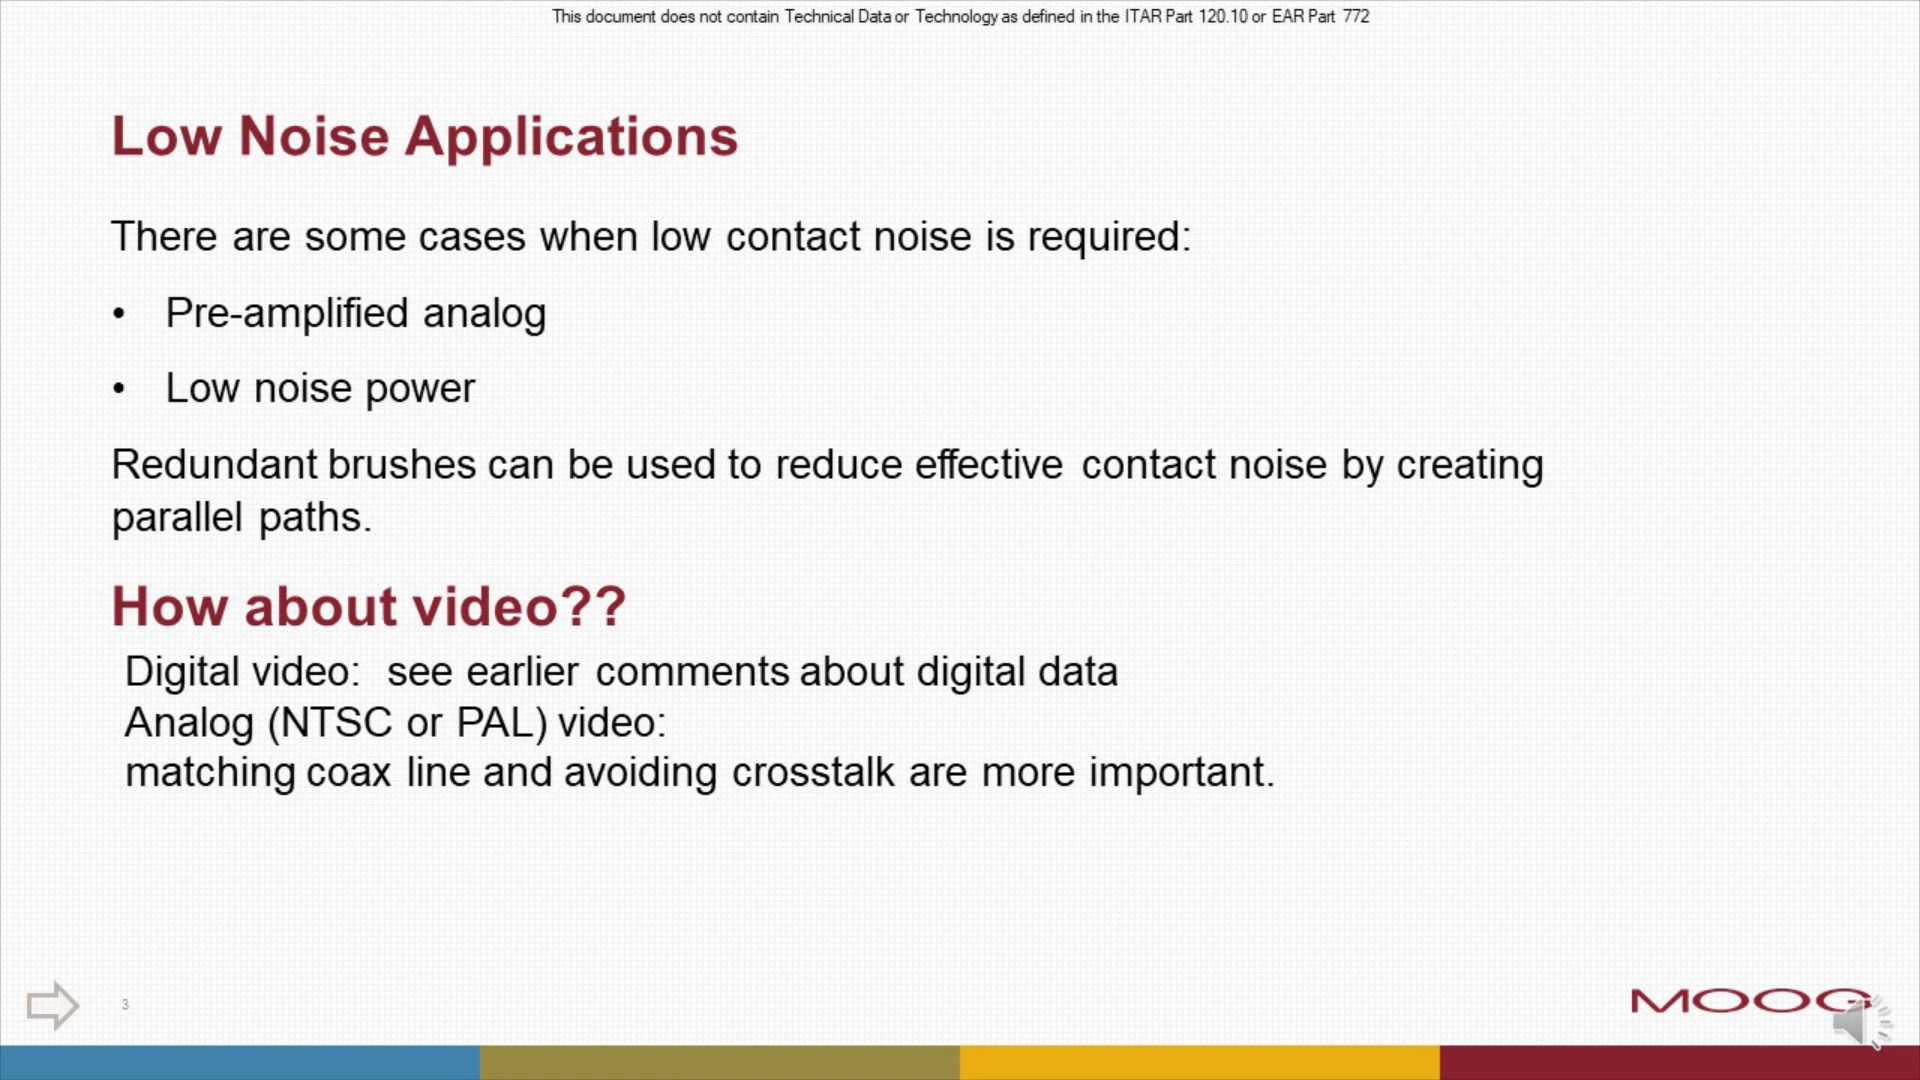 This document does not contain Technical Data or Technology as defined in the ITAR Part 120.10 or EAR Part 772
Low Noise Applications
There are some cases when low contact noise is required:
• Pre-amplified analog
• Low noise power
Redundant brushes can be used to reduce effective contact noise by creating
parallel paths.
How about video??
Digital video: see earlier comments about digital data
Analog (NTSC or PAL) video:
matching coax line and avoiding crosstalk are more important.
3
MOOG